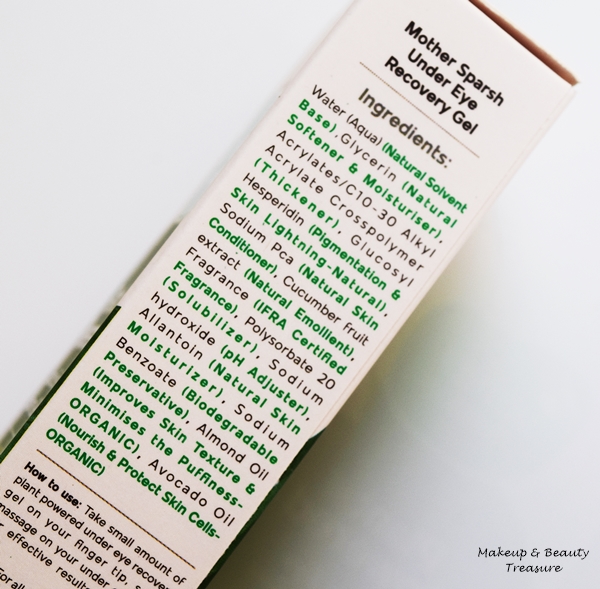 Mother Sparsh
Under Eye
Recovery Gel
Ingredients:
Water (Aqua) (Natural Solvent
Base), Glycerin (Natural
Softener & Moisturiser),
Acrylates/C10-30 Alkyl
Acrylate Crosspolymer
(Thickener), Glucosyl
Hesperidin (Pigmentation &
Skin Lightning-Natural),
Sodium Pca (Natural Skin
Conditioner), Cucumber fruit
extract (Natural Emollient),
Fragrance (IFRA Certified
Fragrance), Polysorbate 20
(Solubilizer), Sodium
hydroxide (pH Adjuster),
Allantoin (Natural Skin
Moisturizer), Sodium
Benzoate (Biodegradable
Preservative), Almond Oil
(Improves Skin Texture &
Minimises the Puffiness-
ORGANIC), Avocado Oil
(Nourish & Protect Skin Cells-
ORGANIC)
How to use: Take small amount of
plant powered under eye recovery
gel on your finger tip,
massage on your under
effective results
For all
Makeup & Beauty
Treasure